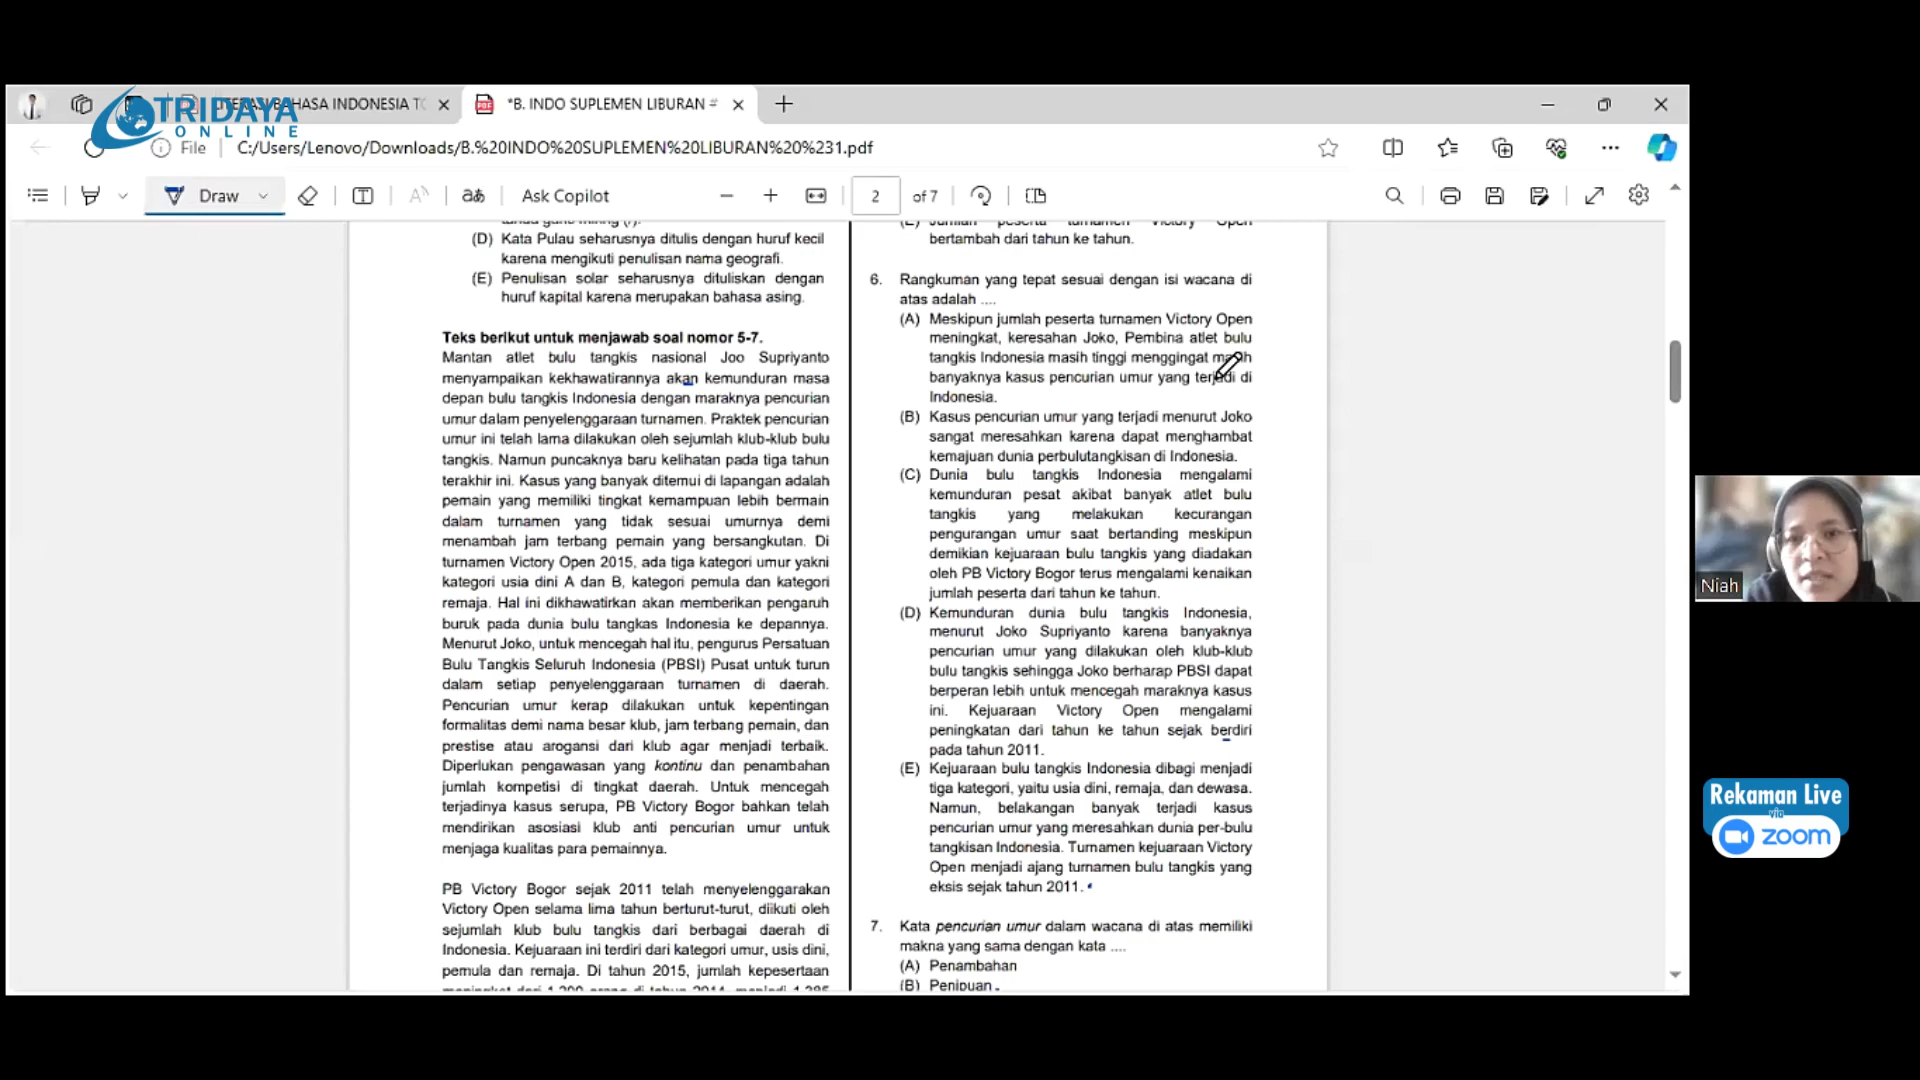 TRIDAYA
ONLINE
BAHASA INDONESIA
*B. INDO SUPLEMEN LIBURAN #
File
C:/Users/Lenovo/Downloads/B.%20INDO%20SUPLEMEN%20LIBURAN%20%231.pdf
Draw
Ask Copilot
2
of 7
(D) Kata Pulau seharusnya ditulis dengan huruf kecil
karena mengikuti penulisan nama geografi.
(E) Penulisan solar seharusnya dituliskan dengan
huruf kapital karena merupakan bahasa asing.
Teks berikut untuk menjawab soal nomor 5-7.
Mantan atlet bulu tangkis nasional Joo Supriyanto
menyampaikan kekhawatirannya akan kemunduran masa
depan bulu tangkis Indonesia dengan maraknya pencurian
umur dalam penyelenggaraan turnamen. Praktek pencurian
umur ini telah lama dilakukan oleh sejumlah klub-klub bulu
tangkis. Namun puncaknya baru kelihatan pada tiga tahun
terakhir ini. Kasus yang banyak ditemui di lapangan adalah
pemain yang memiliki tingkat kemampuan lebih bermain
dalam turnamen yang tidak sesuai umurnya demi
menambah jam terbang pemain yang bersangkutan. Di
turnamen Victory Open 2015, ada tiga kategori umur yakni
kategori usia dini A dan B, kategori pemula dan kategori
remaja. Hal ini dikhawatirkan akan memberikan pengaruh
buruk pada dunia bulu tangkas Indonesia ke depannya.
Menurut Joko, untuk mencegah hal itu, pengurus Persatuan
Bulu Tangkis Seluruh Indonesia (PBSI) Pusat untuk turun
dalam setiap penyelenggaraan turnamen di daerah.
Pencurian umur kerap dilakukan untuk kepentingan
formalitas demi nama besar klub, jam terbang pemain, dan
prestise atau arogansi dari klub agar menjadi terbaik.
Diperlukan pengawasan yang kontinu dan penambahan
jumlah kompetisi di tingkat daerah. Untuk mencegah
terjadinya kasus serupa, PB Victory Bogor bahkan telah
mendirikan asosiasi klub anti pencurian umur untuk
menjaga kualitas para pemainnya.
PB Victory Bogor sejak 2011 telah menyelenggarakan
Victory Open selama lima tahun berturut-turut, diikuti oleh
sejumlah klub bulu tangkis dari berbagai daerah di
Indonesia. Kejuaraan ini terdiri dari kategori umur, usis dini,
pemula dan remaja. Di tahun 2015, jumlah kepesertaan
(E) Jumlah peserta turnamen Victory Open
bertambah dari tahun ke tahun.
6. Rangkuman yang tepat sesuai dengan isi wacana di
atas adalah ....
(A) Meskipun jumlah peserta turnamen Victory Open
meningkat, keresahan Joko, Pembina atlet bulu
tangkis Indonesia masih tinggi menggingat masih
banyaknya kasus pencurian umur yang terjadi di
Indonesia.
(B) Kasus pencurian umur yang terjadi menurut Joko
sangat meresahkan karena dapat menghambat
kemajuan dunia perbulutangkisan di Indonesia.
(C) Dunia bulu tangkis Indonesia mengalami
kemunduran pesat akibat banyak atlet bulu
tangkis yang melakukan kecurangan
pengurangan umur saat bertanding meskipun
demikian kejuaraan bulu tangkis yang diadakan
oleh PB Victory Bogor terus mengalami kenaikan
jumlah peserta dari tahun ke tahun.
(D) Kemunduran dunia bulu tangkis Indonesia,
menurut Joko Supriyanto karena banyaknya
pencurian umur yang dilakukan oleh klub-klub
bulu tangkis sehingga Joko berharap PBSI dapat
berperan lebih untuk mencegah maraknya kasus
ini. Kejuaraan Victory Open mengalami
peningkatan dari tahun ke tahun sejak berdiri
pada tahun 2011.
(E) Kejuaraan bulu tangkis Indonesia dibagi menjadi
tiga kategori, yaitu usia dini, remaja, dan dewasa.
Namun, belakangan banyak terjadi kasus
pencurian umur yang meresahkan dunia per-bulu
tangkisan Indonesia. Turnamen kejuaraan Victory
Open menjadi ajang turnamen bulu tangkis yang
eksis sejak tahun 2011.
7. Kata pencurian umur dalam wacana di atas memiliki
makna yang sama dengan kata ....
(A) Penambahan
(B) Penipuan
Niah
Rekaman Live
via
zoom